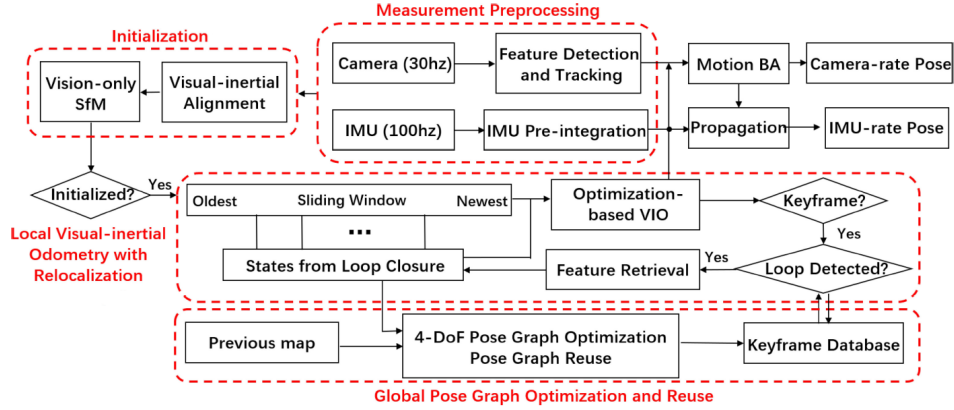 Measurement Preprocessing
Initialization
Camera (30hz)
Feature Detection
and Tracking
Motion BA
Camera-rate Pose
Vision-only
SfM
Visual-inertial
Alignment
IMU (100hz)
IMU Pre-integration
Propagation
IMU-rate Pose
Initialized?
Yes
Oldest
Sliding Window
Newest
Optimization-
based VIO
Keyframe?
Local Visual-inertial
Odometry with
Relocalization
...
Yes
States from Loop Closure
Feature Retrieval
Yes
Loop Detected?
Previous map
4-DoF Pose Graph Optimization
Pose Graph Reuse
Keyframe Database
Global Pose Graph Optimization and Reuse